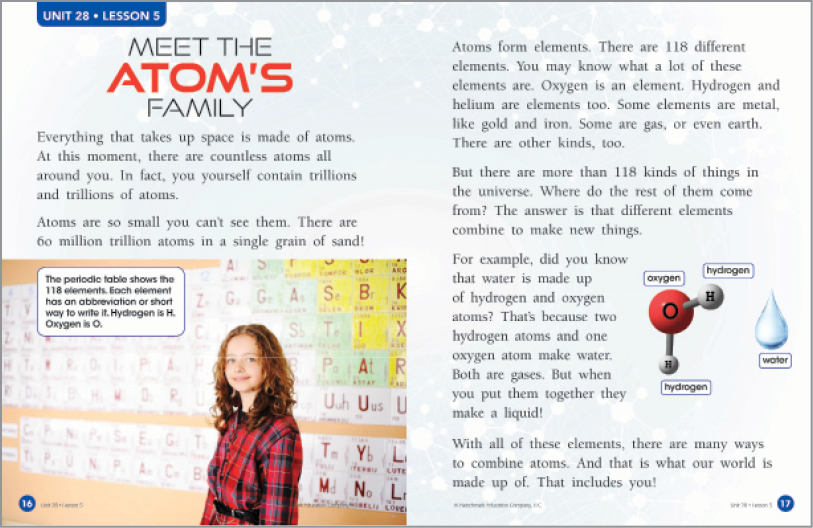 UNIT 28 • LESSON 5
MEET THE
ATOM'S
FAMILY
Everything that takes up space is made of atoms.
At this moment, there are countless atoms all
around you. In fact, you yourself contain trillions
and trillions of atoms.
Atoms are so small you can't see them. There are
60 million trillion atoms in a single grain of sand!
The periodic table shows the
118 elements. Each element
has an abbreviation or short
way to write it. Hydrogen is H.
Oxygen is O.
Se Br K
I X
P At R
Uuh Uus U
Tm Yb L
Md No L
16 Unit 28 • Lesson 5
Atoms form elements. There are 118 different
elements. You may know what a lot of these
elements are. Oxygen is an element. Hydrogen and
helium are elements too. Some elements are metal,
like gold and iron. Some are gas, or even earth.
There are other kinds, too.
But there are more than 118 kinds of things in
the universe. Where do the rest of them come
from? The answer is that different elements
combine to make new things.
For example, did you know
that water is made up
of hydrogen and oxygen
atoms? That's because two
hydrogen atoms and one
oxygen atom make water.
Both are gases. But when
you put them together they
make a liquid!
oxygen
hydrogen
O
H
H
hydrogen
water
With all of these elements, there are many ways
to combine atoms. And that is what our world is
made up of. That includes you!
© Benchmark Education Company, LLC
Unit 28 • Lesson 5 17